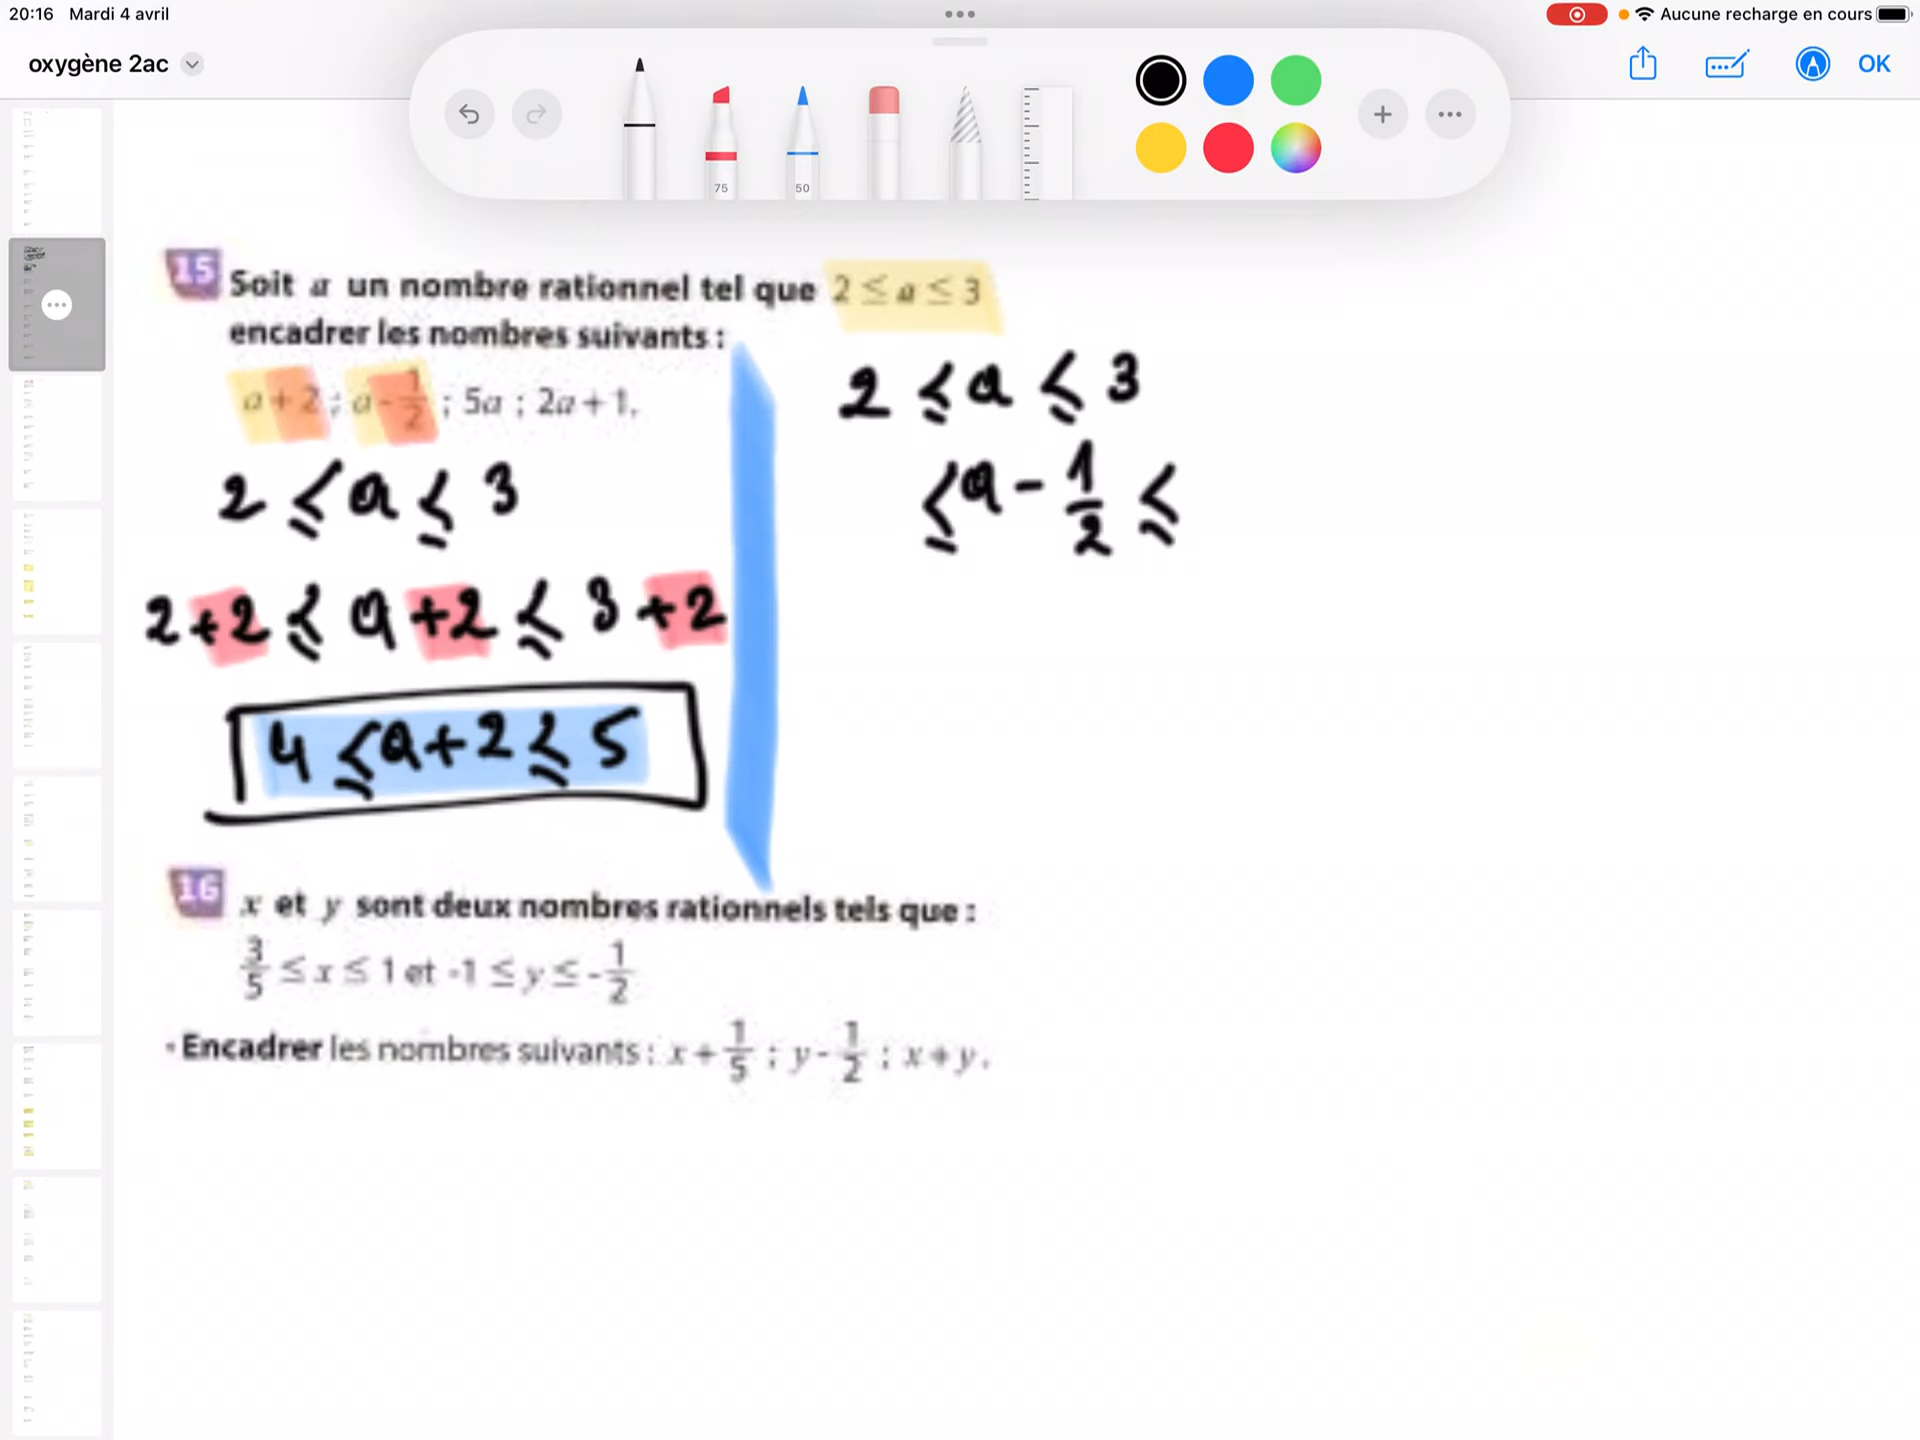 20:16 Mardi 4 avril
Aucune recharge en cours
oxygène 2ac
OK
75
50
15 Soit a un nombre rationnel tel que 2 ≤ a ≤ 3
encadrer les nombres suivants :
a + 2 ; a - 1/2 ; 5a ; 2a + 1.
2 ≤ a ≤ 3
2 + 2 ≤ a + 2 ≤ 3 + 2
4 ≤ a + 2 ≤ 5
2 ≤ a ≤ 3
≤ a - 1/2 ≤
16 x et y sont deux nombres rationnels tels que :
3/5 ≤ x ≤ 1 et -1 ≤ y ≤ - 1/2
• Encadrer les nombres suivants : x + 1/5 ; y - 1/2 ; x + y.